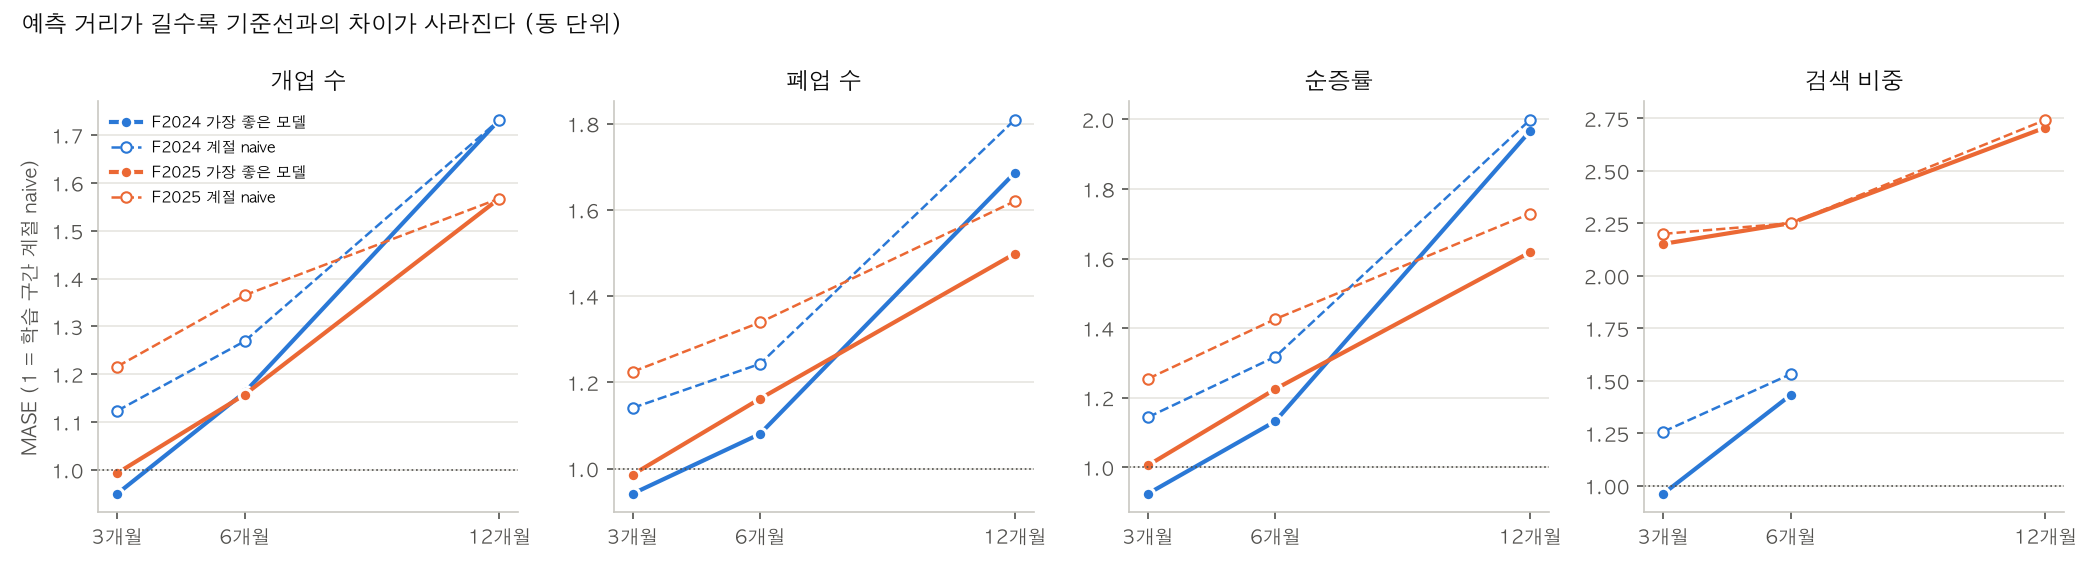 예측 거리가 길수록 기준선과의 차이가 사라진다 (동 단위)
개업 수
MASE (1 = 학습 구간 계절 naive)
F2024 가장 좋은 모델
F2024 계절 naive
F2025 가장 좋은 모델
F2025 계절 naive
1.7
1.6
1.5
1.4
1.3
1.2
1.1
1.0
3개월 6개월 12개월
폐업 수
1.8
1.6
1.4
1.2
1.0
3개월 6개월 12개월
순증률
2.0
1.8
1.6
1.4
1.2
1.0
3개월 6개월 12개월
검색 비중
2.75
2.50
2.25
2.00
1.75
1.50
1.25
1.00
3개월 6개월 12개월